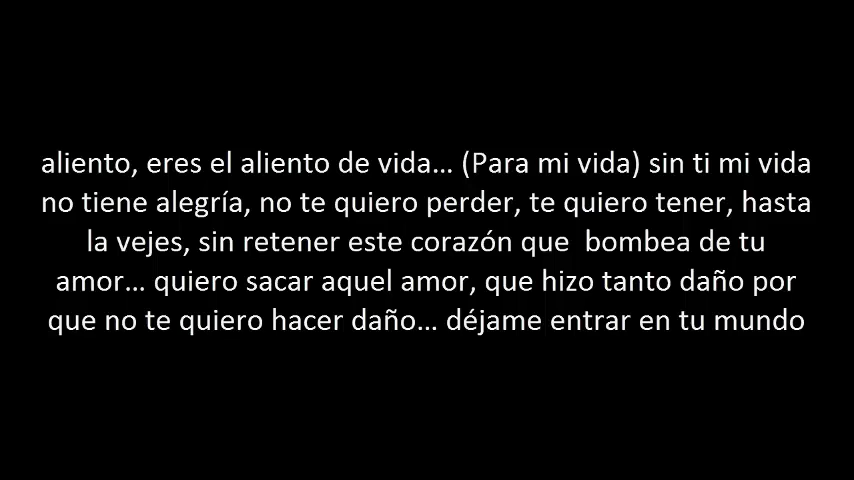 aliento, eres el aliento de vida... (Para mi vida) sin ti mi vida
no tiene alegría, no te quiero perder, te quiero tener, hasta
la vejes, sin retener este corazón que  bombea de tu
amor... quiero sacar aquel amor, que hizo tanto daño por
que no te quiero hacer daño... déjame entrar en tu mundo